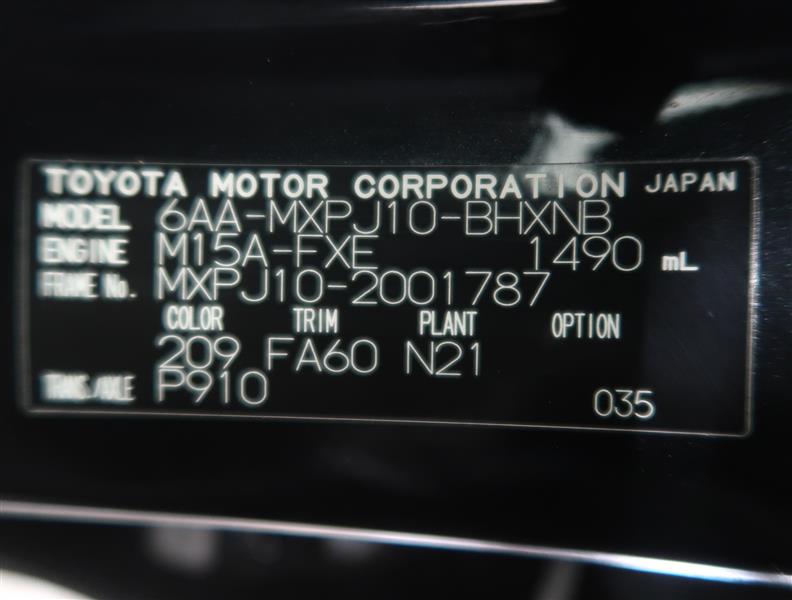 TOYOTA MOTOR CORPORATION JAPAN
MODEL 6AA-MXPJ10-BHXNB
ENGINE M15A-FXE 1490 mL
FRAME No. MXPJ10-2001787
COLOR TRIM PLANT OPTION
209 FA60 N21
TRANS./AXLE P910 035